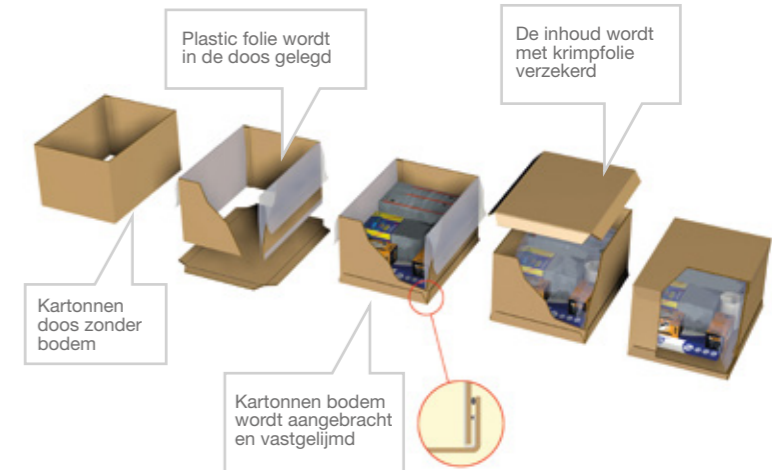 Plastic folie wordt
in de doos gelegd
De inhoud wordt
met krimpfolie
verzekerd
Kartonnen
doos zonder
bodem
Kartonnen bodem
wordt aangebracht
en vastgelijmd